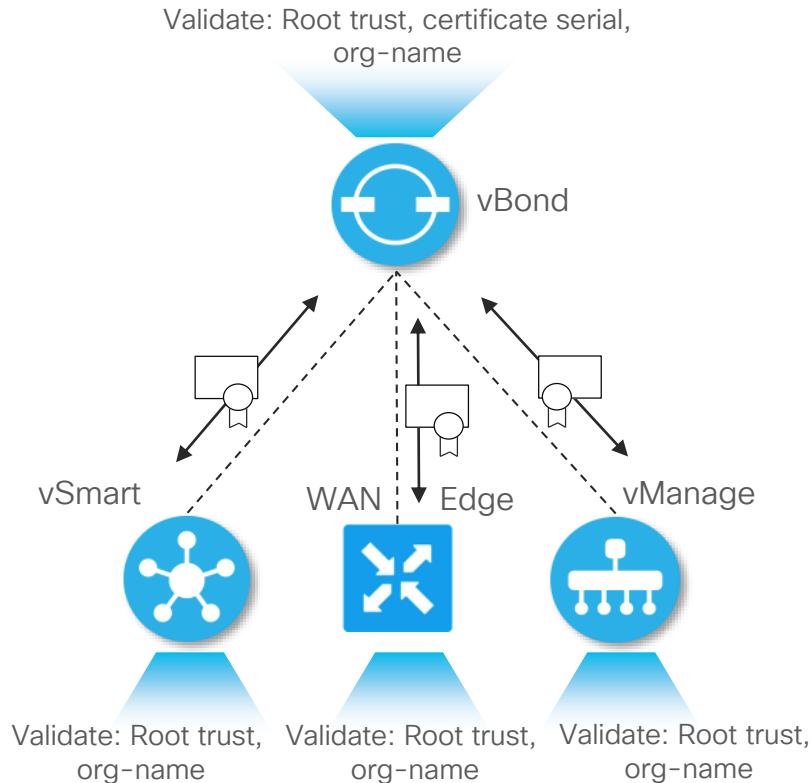 Validate: Root trust, certificate serial,
org-name
vBond
vSmart
WAN Edge
vManage
Validate: Root trust,
org-name
Validate: Root trust,
org-name
Validate: Root trust,
org-name